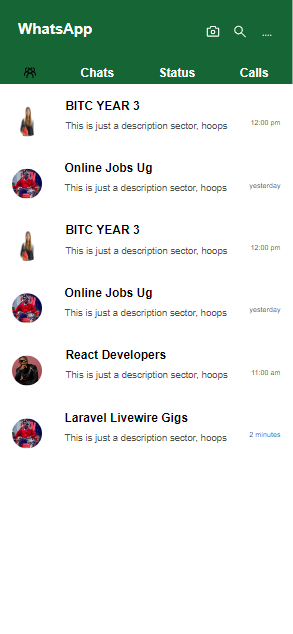 WhatsApp ....
Chats Status Calls
BITC YEAR 3
This is just a description sector, hoops 12:00 pm
Online Jobs Ug
This is just a description sector, hoops yesterday
BITC YEAR 3
This is just a description sector, hoops 12:00 pm
Online Jobs Ug
This is just a description sector, hoops yesterday
React Developers
This is just a description sector, hoops 11:00 am
Laravel Livewire Gigs
This is just a description sector, hoops 2 minutes